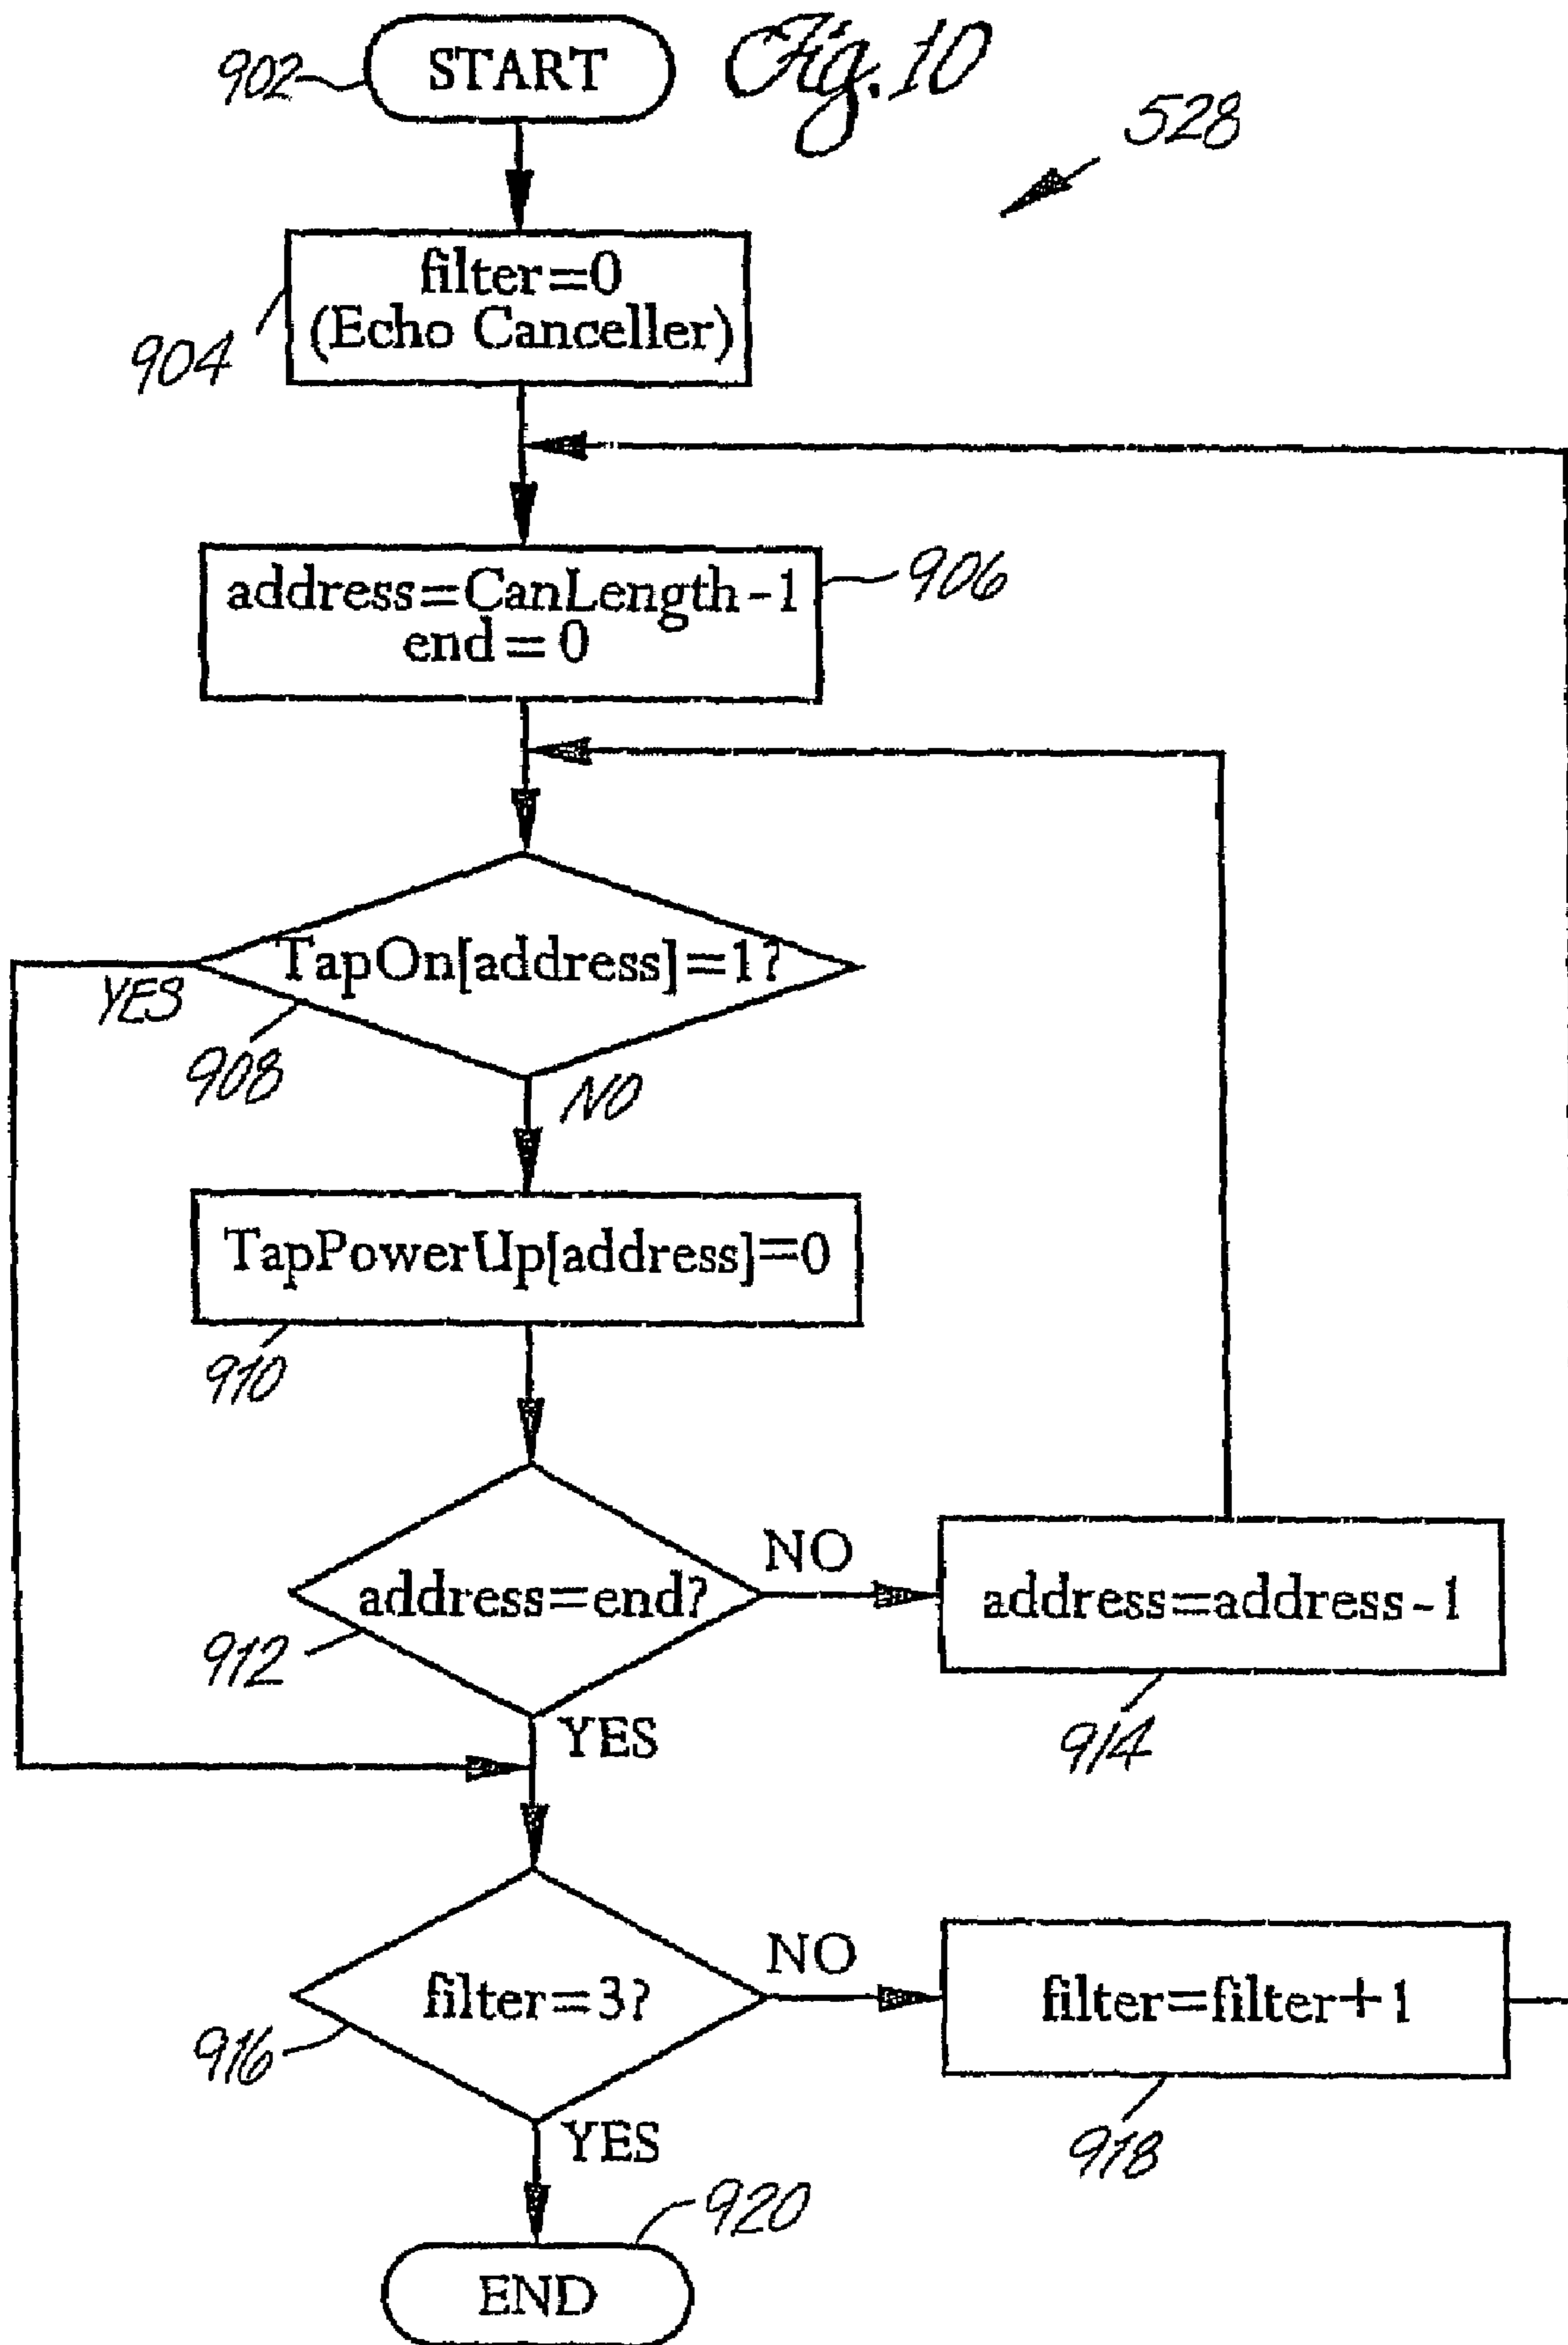 902 START Fig. 10
528
filter=0
(Echo Canceller)
904
address=CanLength-1
end=0
906
TapOn[address]=1?
YES
908
NO
TapPowerUp[address]=0
910
address=end?
NO
address=address-1
912
YES
914
filter=3?
NO
filter=filter+1
916
YES
918
920
END